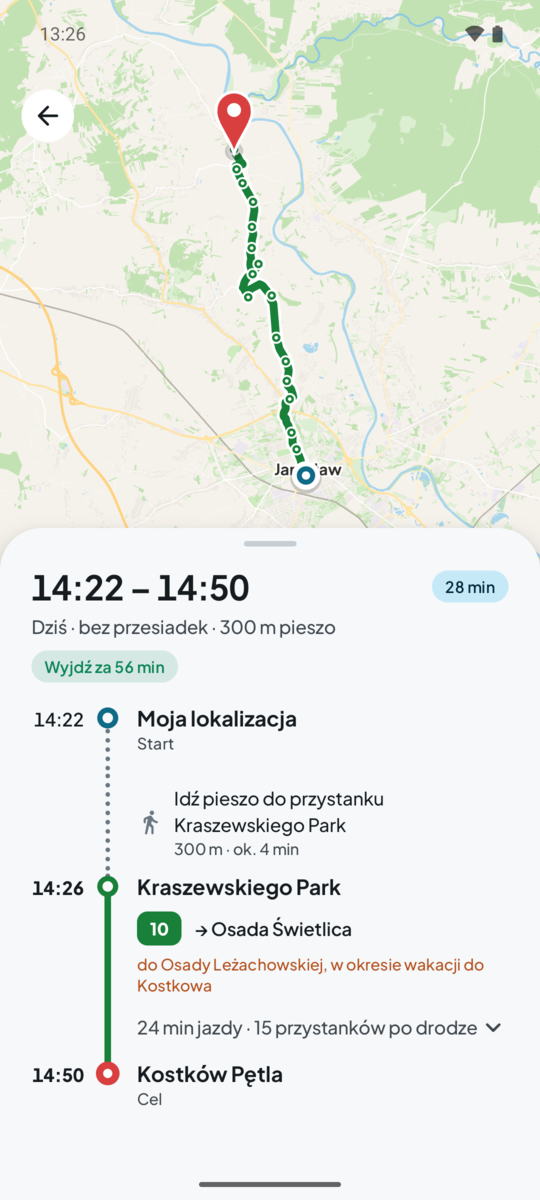 13:26
14:22 – 14:50
28 min
Dziś · bez przesiadek · 300 m pieszo
Wyjdź za 56 min
14:22
Moja lokalizacja
Start
Idź pieszo do przystanku
Kraszewskiego Park
300 m · ok. 4 min
14:26
Kraszewskiego Park
10
→ Osada Świetlica
do Osady Leżachowskiej, w okresie wakacji do
Kostkowa
24 min jazdy · 15 przystanków po drodze
14:50
Kostków Pętla
Cel